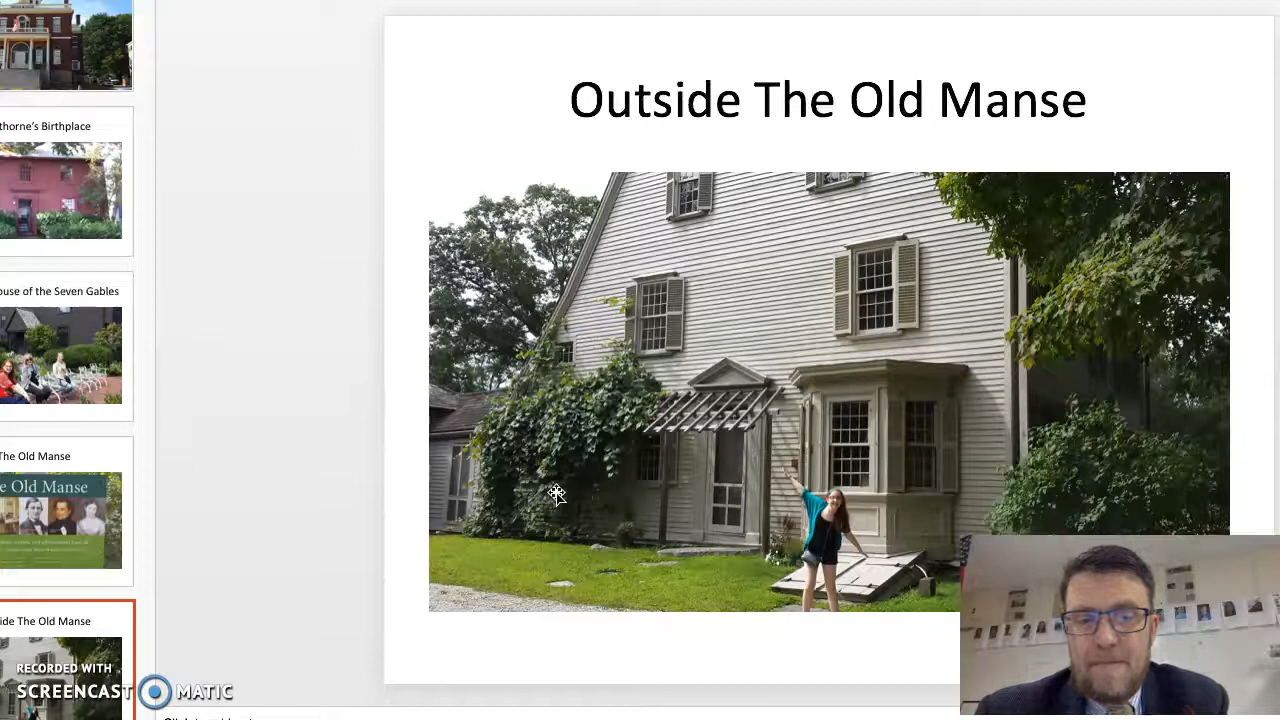 Outside The Old Manse
thorne's Birthplace
ouse of the Seven Gables
The Old Manse
e Old Manse
ide The Old Manse
RECORDED WITH
SCREENCAST MATIC